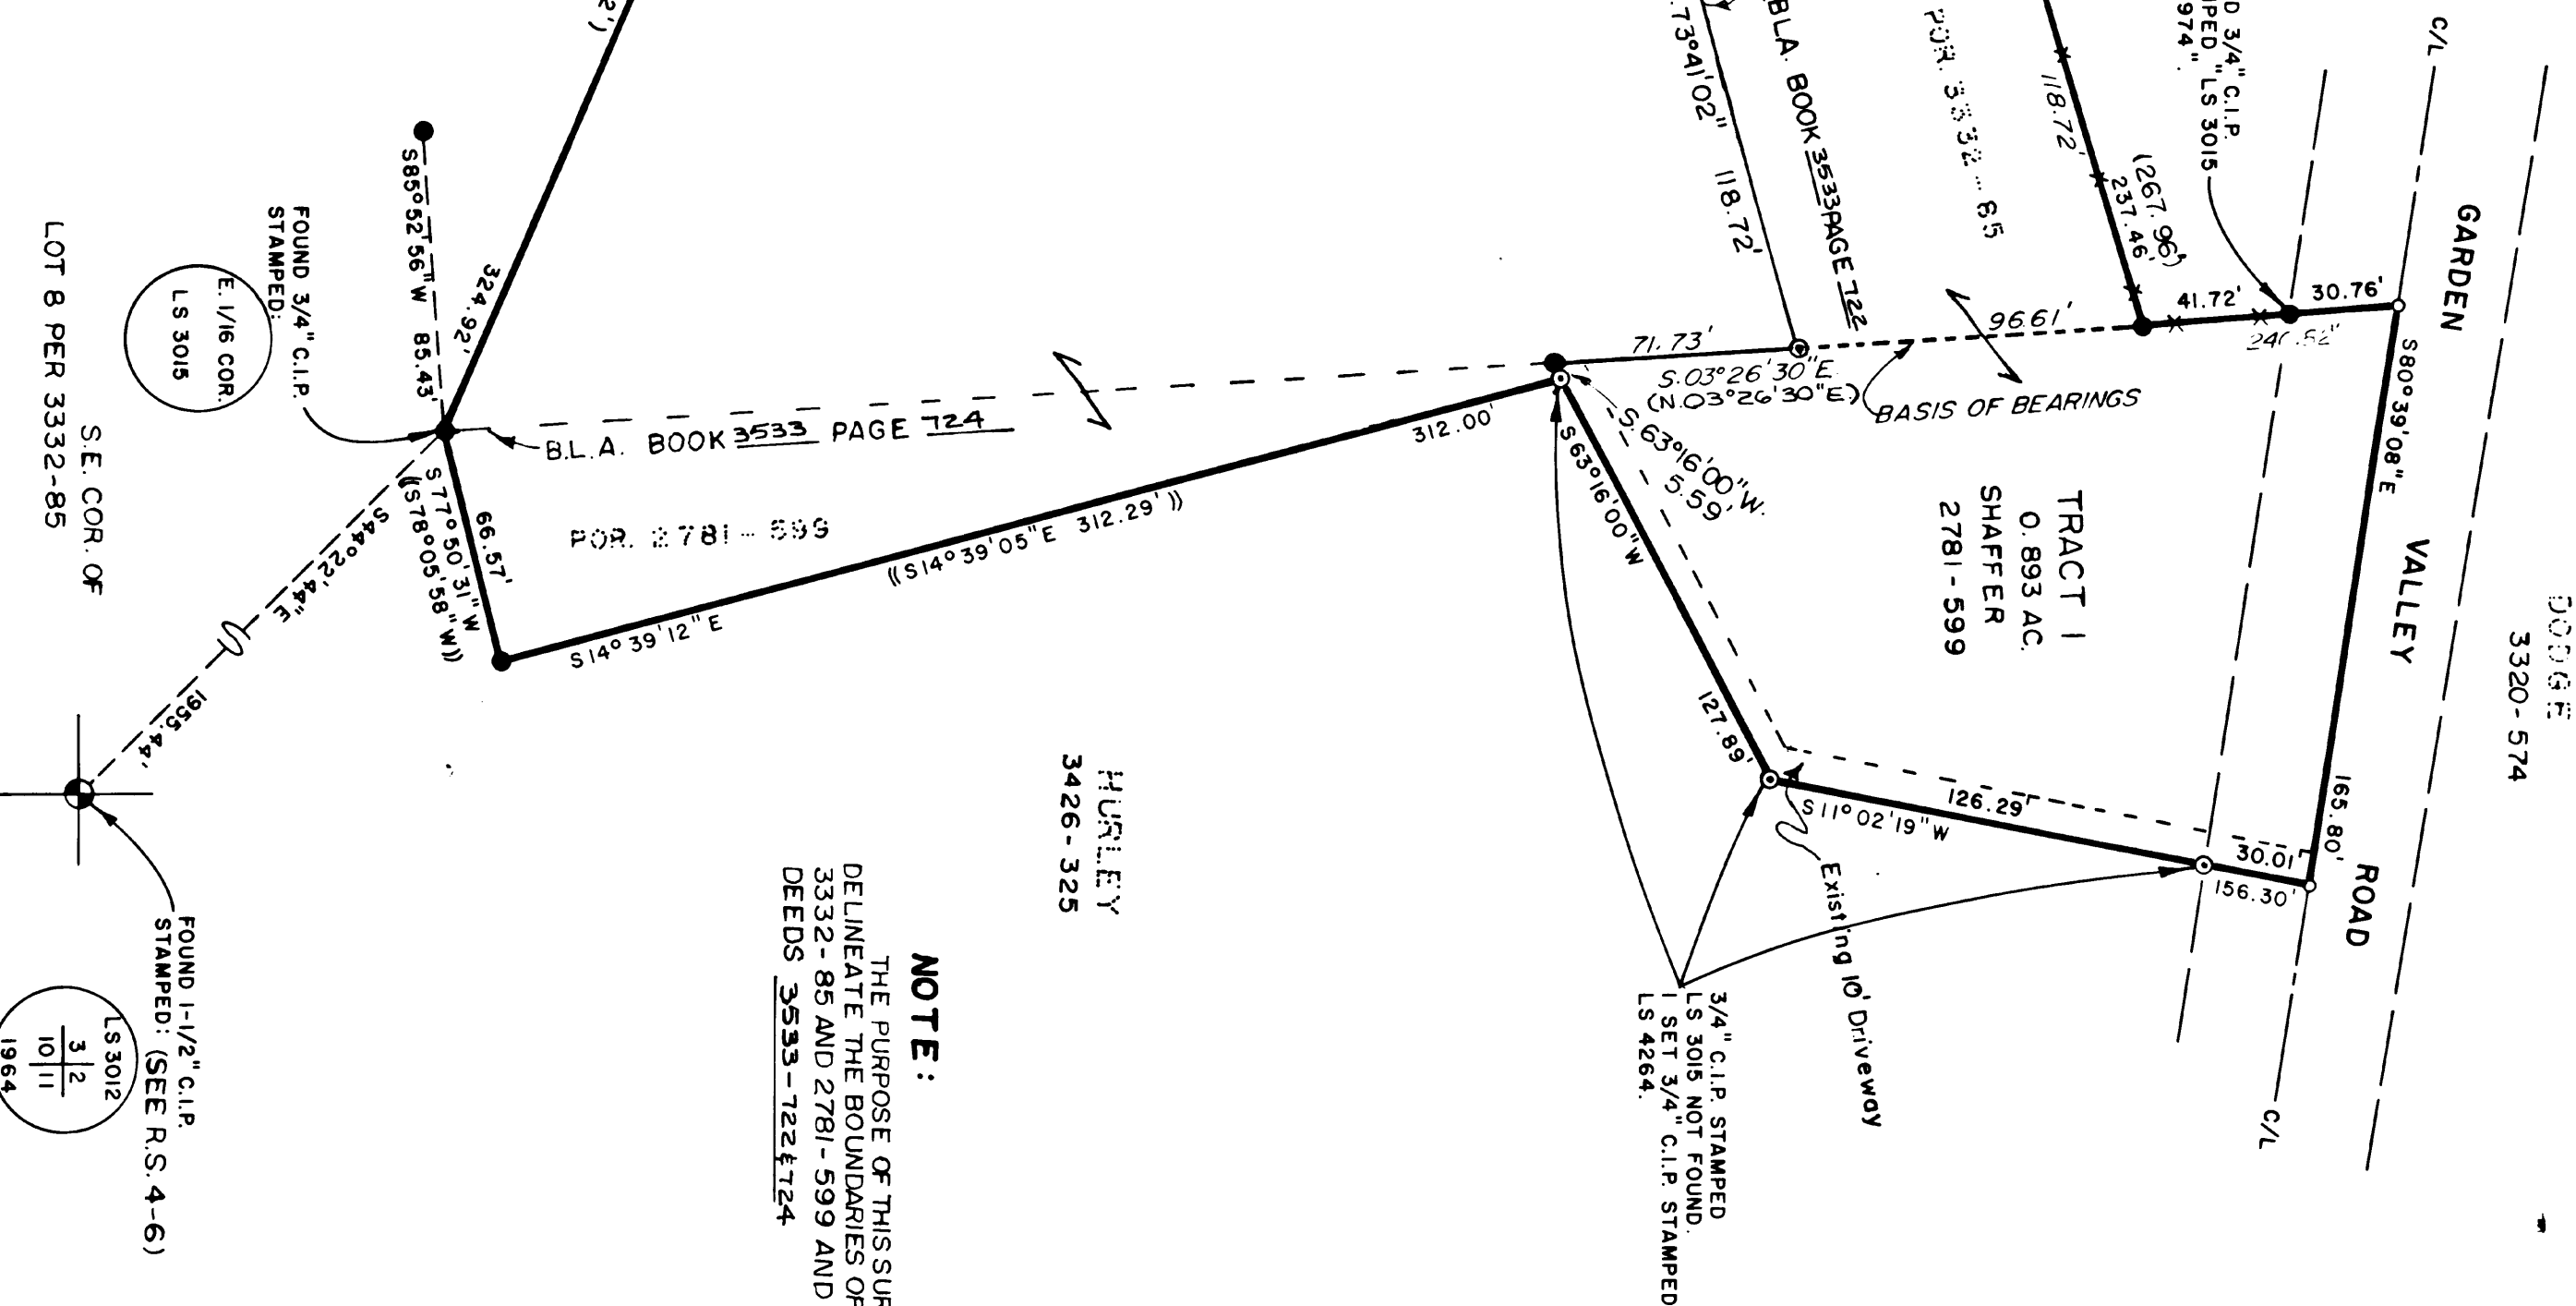 C/L
GARDEN
VALLEY
ROAD
C/L
3320-574
LS 3015
30.76'
41.72'
S80°39'08"E
165.80'
(267.96')
237.46'
118.72'
96.61'
BASIS OF BEARINGS
TRACT 1
0.893 AC.
SHAFFER
2781-599
BLA. BOOK 3533 PAGE 722
73°41'02"
118.72'
71.73'
S.03°26'30"E.
(N.03°26'30"E)
S.63°16'00"W.
5.59'
S63°16'00"W
127.89'
126.29'
S11°02'19"W
30.01'
156.30'
Existing 10' Driveway
3/4" C.I.P. STAMPED
LS 3015 NOT FOUND.
I SET 3/4" C.I.P. STAMPED
LS 4264.
312.00'
((S14°39'05"E 312.29'))
S14°39'12"E
B.L.A. BOOK 3533 PAGE 724
POR. 2781-599
HURLEY
3426-325
324.92'
S85°52'56"W 85.43'
66.57'
S77°50'31"W
((S78°05'58"W))
FOUND 3/4" C.I.P.
STAMPED:
E. 1/16 COR.
LS 3015
S.E. COR. OF
LOT 8 PER 3332-85
S44°22'44"E
1955.44'
FOUND 1-1/2" C.I.P.
STAMPED: (SEE R.S. 4-6)
LS3012
3 2
10 11
1964
NOTE:
THE PURPOSE OF THIS SUR
DELINEATE THE BOUNDARIES OF
3332-85 AND 2781-599 AND
DEEDS 3533-722 & 724